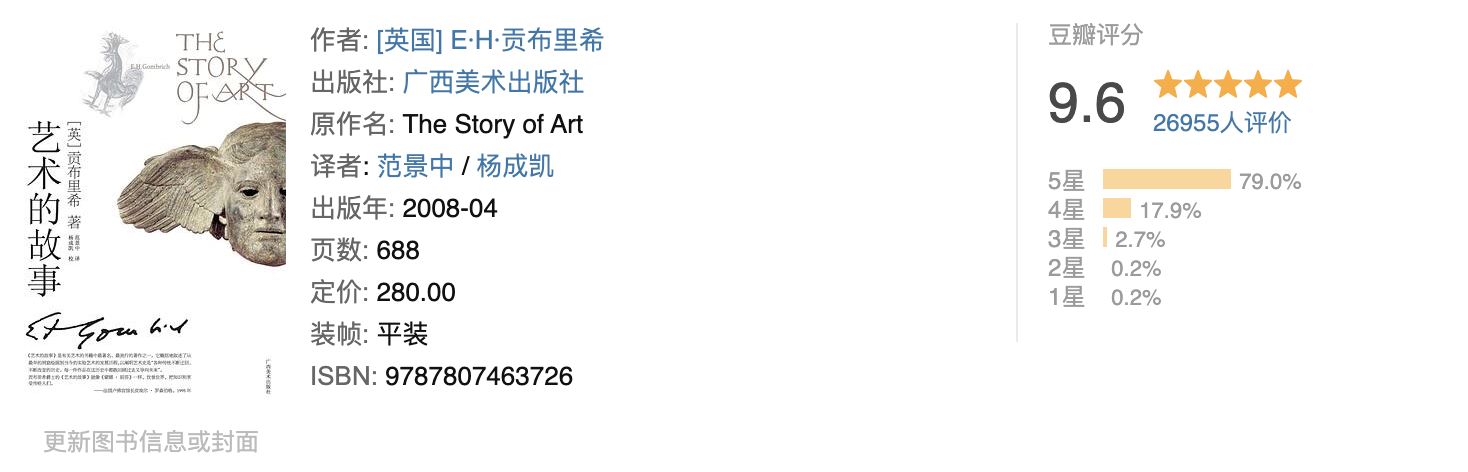 THE
STORY
OF ART
E.H.Gombrich
[英]贡布里希 著
范景中 译
杨成凯 校
艺术的故事
广西美术出版社
更新图书信息或封面
作者: [英国] E·H·贡布里希
出版社: 广西美术出版社
原作名: The Story of Art
译者: 范景中 / 杨成凯
出版年: 2008-04
页数: 688
定价: 280.00
装帧: 平装
ISBN: 9787807463726
豆瓣评分
9.6
26955人评价
5星 79.0%
4星 17.9%
3星 2.7%
2星 0.2%
1星 0.2%